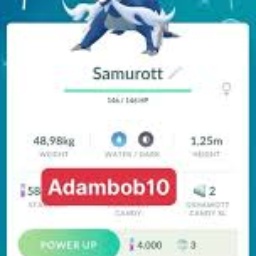 Samurott
146 / 146 HP
48,98kg
1,25m
WEIGHT
WATER / DARK
HEIGHT
58
2
Adambob10
OSHAWOTT
CANDY
CANDY XL
POWER UP
4.000
3